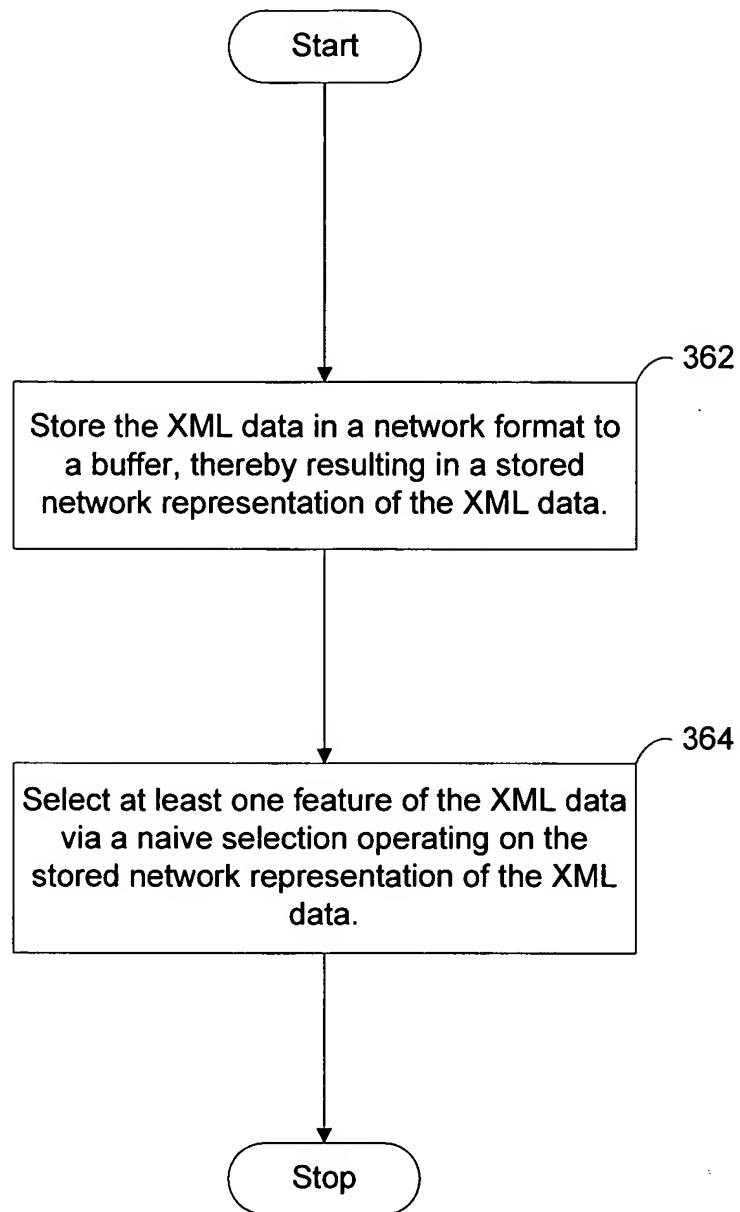 Start
362
Store the XML data in a network format to
a buffer, thereby resulting in a stored
network representation of the XML data.
364
Select at least one feature of the XML data
via a naive selection operating on the
stored network representation of the XML
data.
Stop